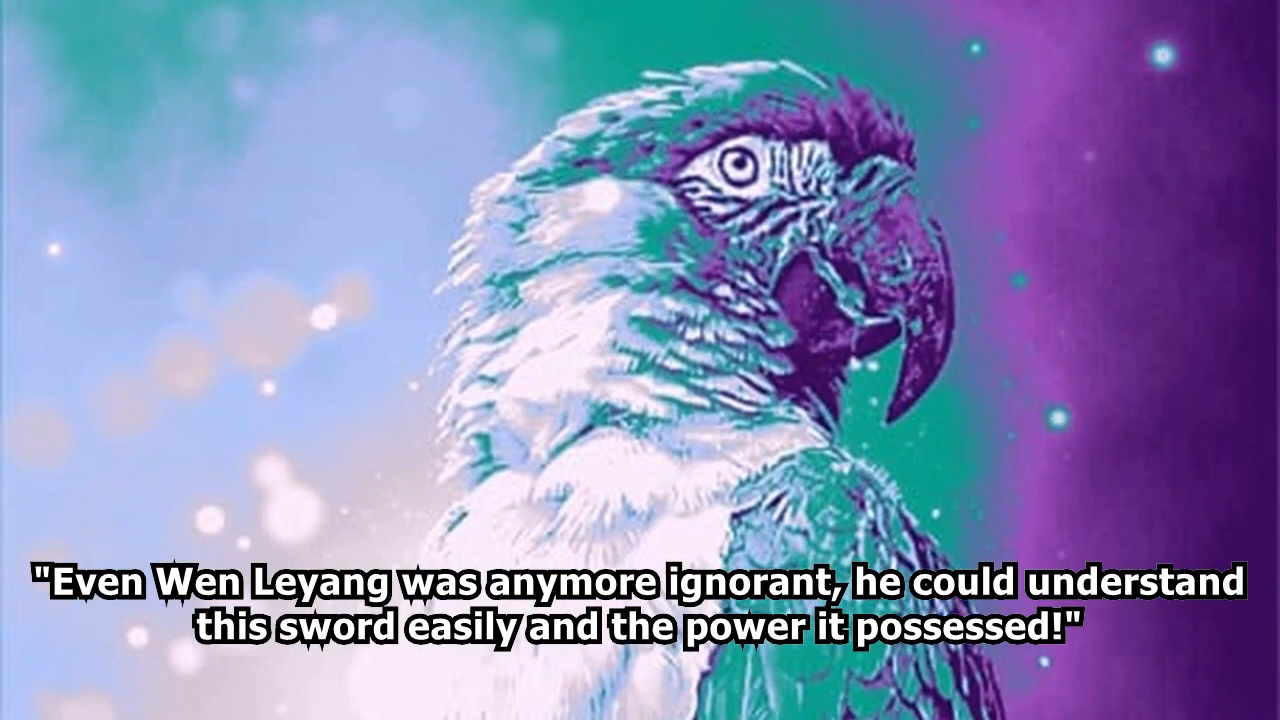 "Even Wen Leyang was anymore ignorant, he could understand
this sword easily and the power it possessed!"